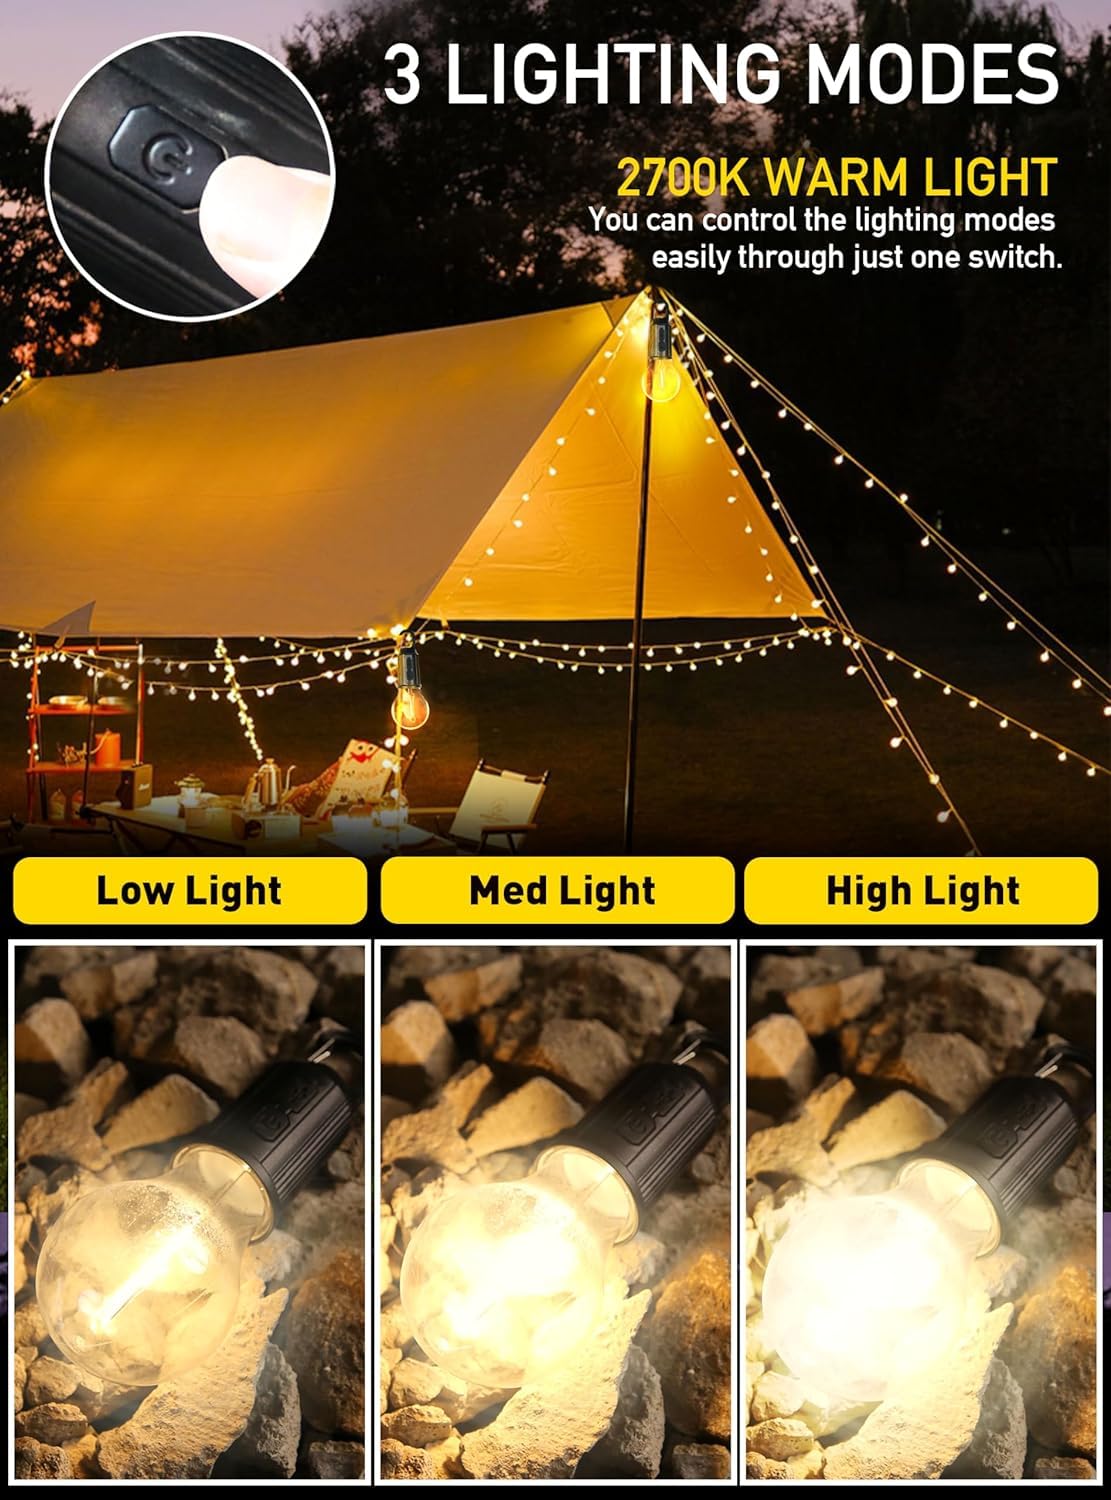 3 LIGHTING MODES
2700K WARM LIGHT
You can control the lighting modes
easily through just one switch.
Low Light
Med Light
High Light